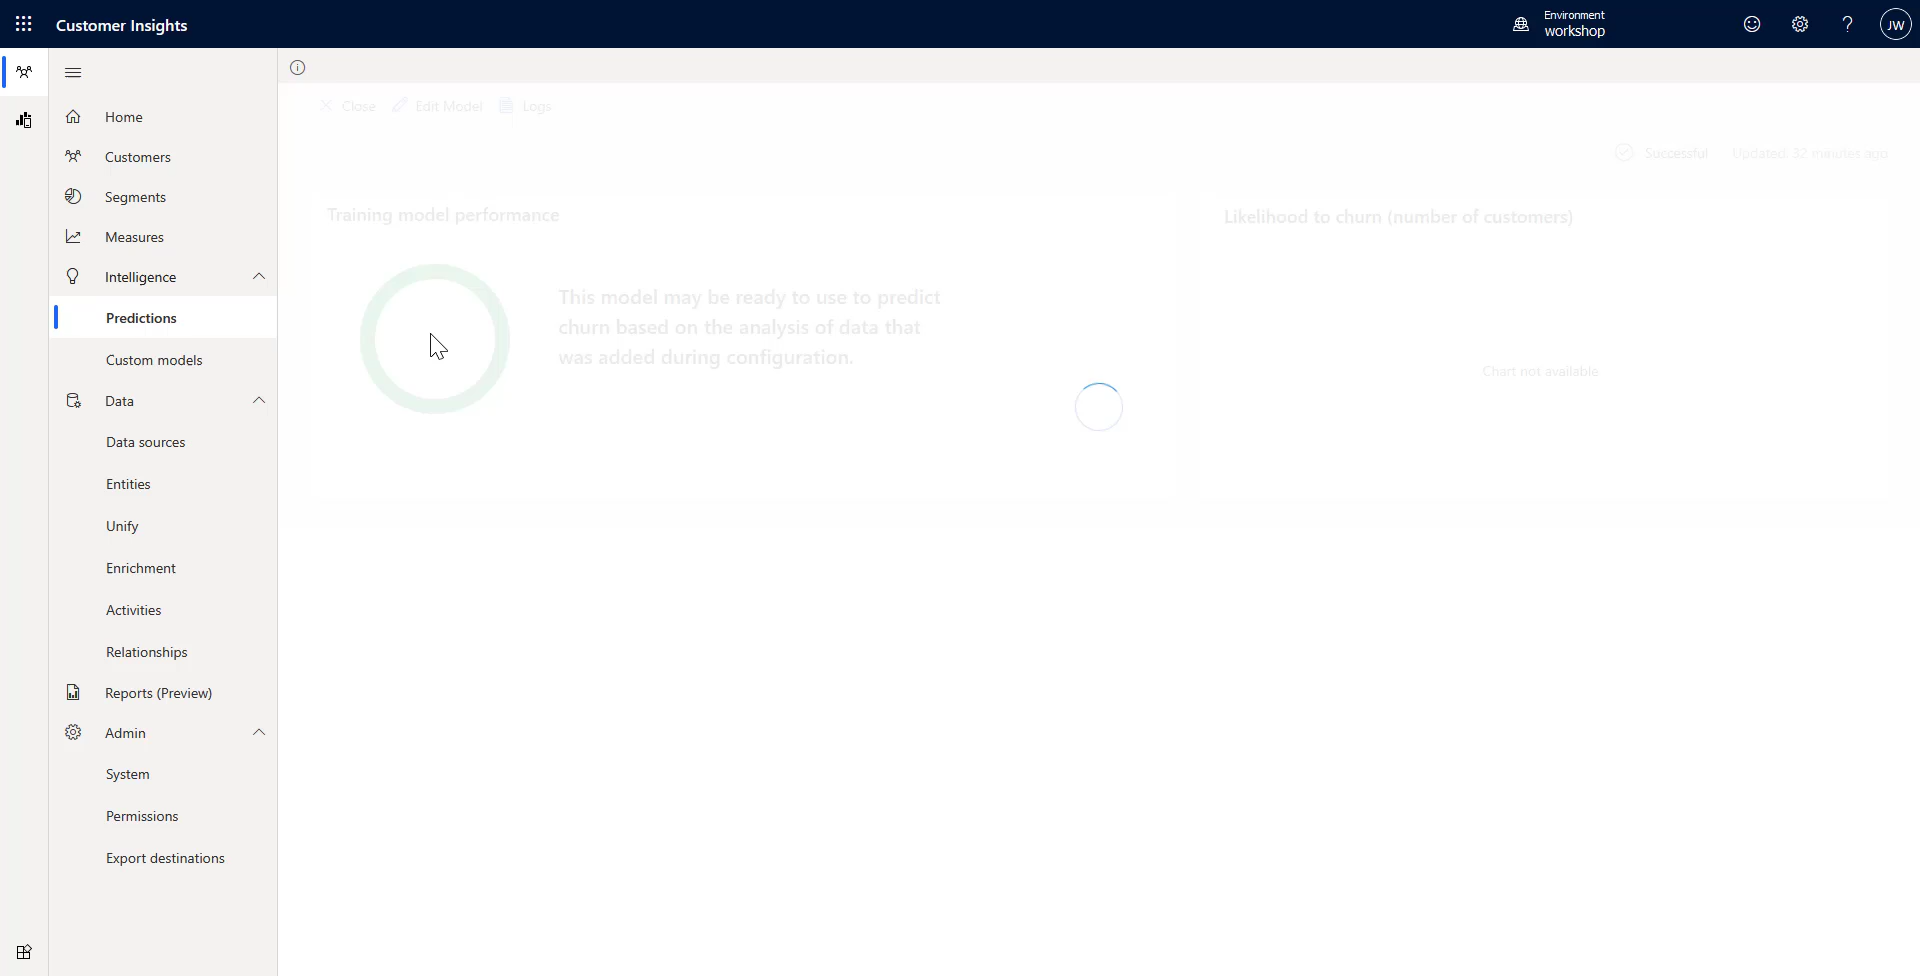 Customer Insights
Environment
workshop
JW
Home
Customers
Segments
Measures
Intelligence
Predictions
Custom models
Data
Data sources
Entities
Unify
Enrichment
Activities
Relationships
Reports (Preview)
Admin
System
Permissions
Export destinations
Close
Edit Model
Logs
Successful
Updated: 32 minutes ago
Training model performance
This model may be ready to use to predict
churn based on the analysis of data that
was added during configuration.
Likelihood to churn (number of customers)
Chart not available